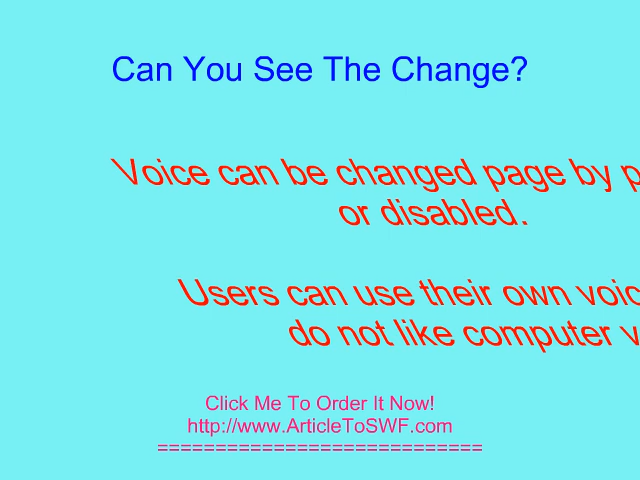 Can You See The Change?
Voice can be changed page by p
or disabled.
Users can use their own voic
do not like computer v
Click Me To Order It Now!
http://www.ArticleToSWF.com
============================